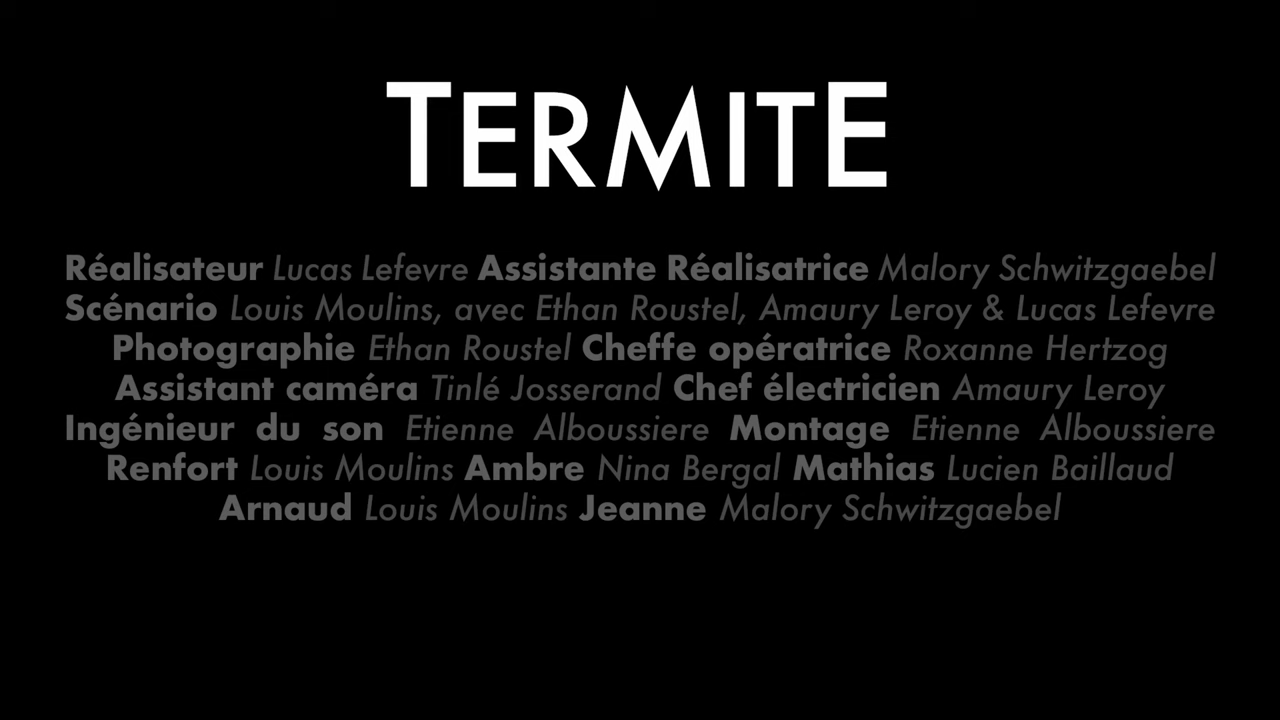 TERMITE
Réalisateur Lucas Lefevre Assistante Réalisatrice Malory Schwitzgaebel
Scénario Louis Moulins, avec Ethan Roustel, Amaury Leroy & Lucas Lefevre
Photographie Ethan Roustel Cheffe opératrice Roxanne Hertzog
Assistant caméra Tinlé Josserand Chef électricien Amaury Leroy
Ingénieur du son Etienne Alboussiere Montage Etienne Alboussiere
Renfort Louis Moulins Ambre Nina Bergal Mathias Lucien Baillaud
Arnaud Louis Moulins Jeanne Malory Schwitzgaebel